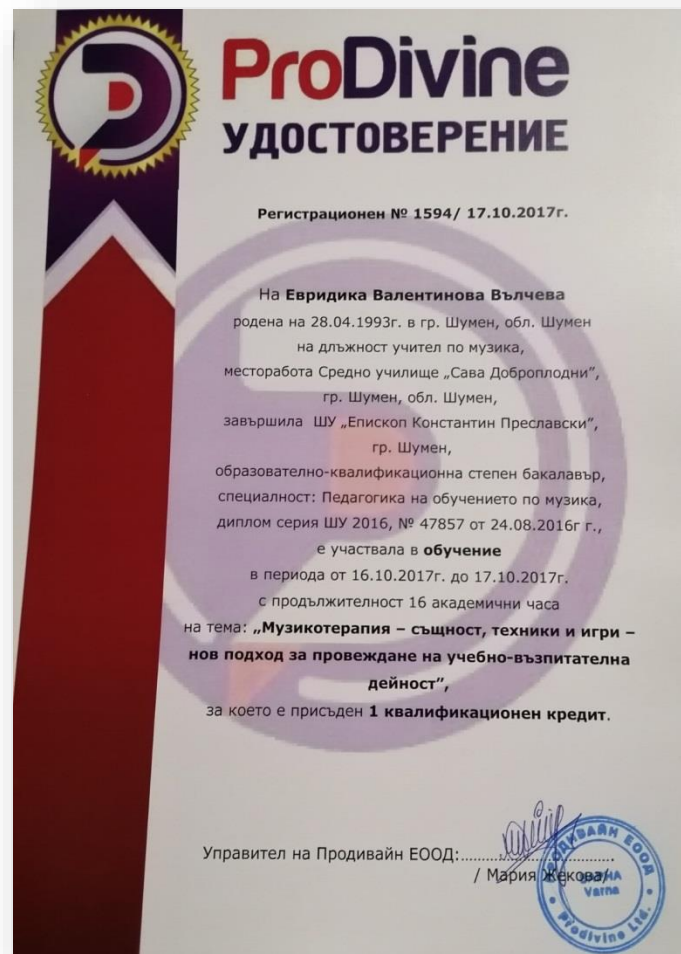 ProDivine
УДОСТОВЕРЕНИЕ
Регистрационен № 1594/ 17.10.2017г.
На Евридика Валентинова Вълчева
родена на 28.04.1993г. в гр. Шумен, обл. Шумен
на длъжност учител по музика,
месторабота Средно училище „Сава Доброплодни”,
гр. Шумен, обл. Шумен,
завършила ШУ „Епископ Константин Преславски”,
гр. Шумен,
образователно-квалификационна степен бакалавър,
специалност: Педагогика на обучението по музика,
диплом серия ШУ 2016, № 47857 от 24.08.2016г г.,
е участвала в обучение
в периода от 16.10.2017г. до 17.10.2017г.
с продължителност 16 академични часа
на тема: „Музикотерапия – същност, техники и игри –
нов подход за провеждане на учебно-възпитателна
дейност”,
за което е присъден 1 квалификационен кредит.
Управител на Продивайн ЕООД:..............................
/ Мария Жекова/
ПРОДИВАЙН ЕООД
ВАРНА
Varna
Prodivine Ltd.